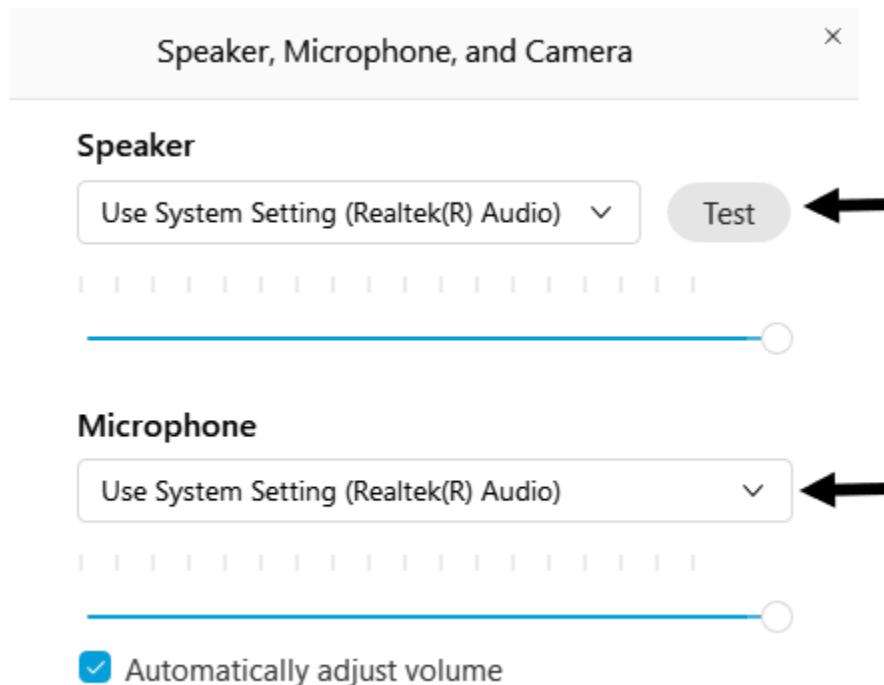 Speaker, Microphone, and Camera
Speaker
Use System Setting (Realtek(R) Audio)
Test
Microphone
Use System Setting (Realtek(R) Audio)
Automatically adjust volume